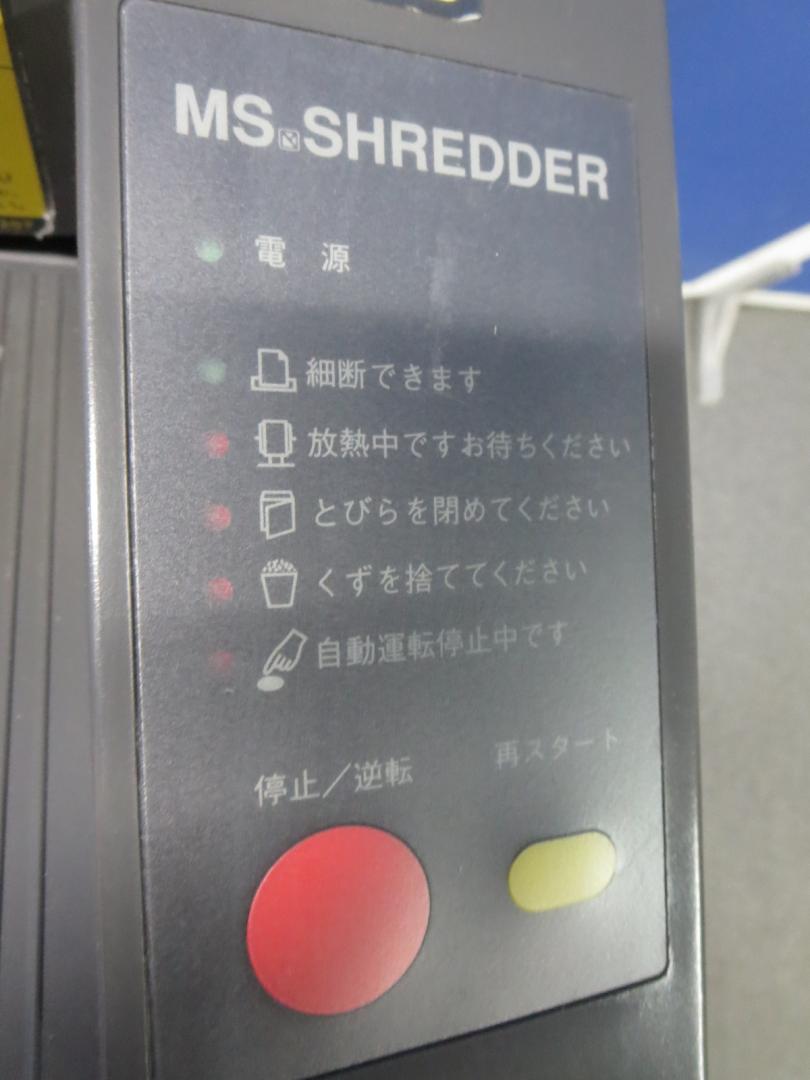 MS SHREDDER
電 源
細断できます
放熱中ですお待ちください
とびらを閉めてください
くずを捨ててください
自動運転停止中です
再スタート
停止／逆転